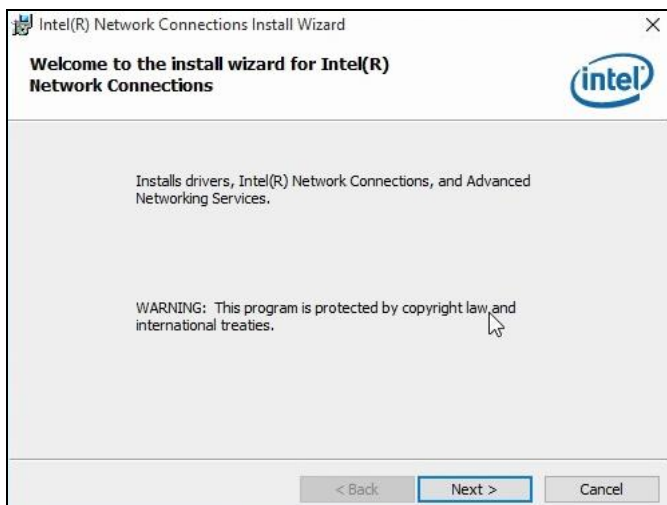 Intel(R) Network Connections Install Wizard
Welcome to the install wizard for Intel(R)
Network Connections
intel
Installs drivers, Intel(R) Network Connections, and Advanced
Networking Services.
WARNING: This program is protected by copyright law and
international treaties.
< Back
Next >
Cancel